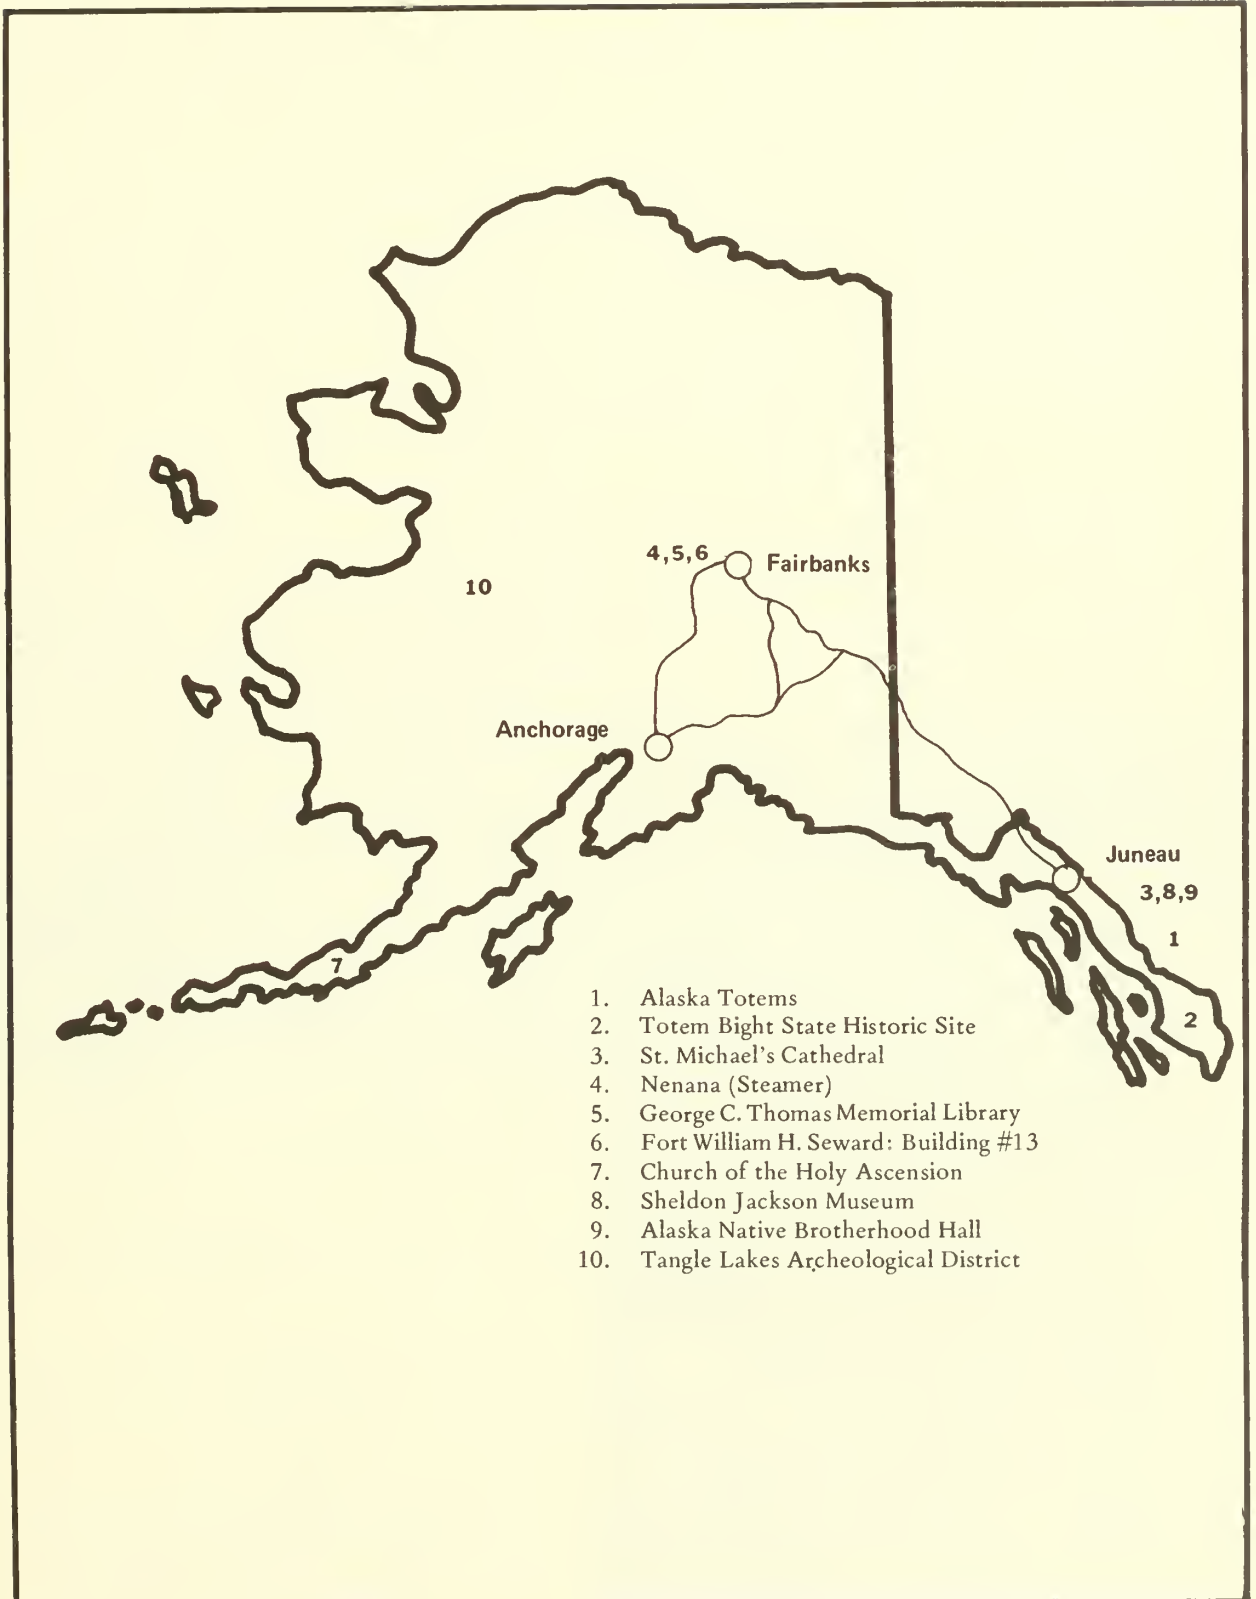 4,5,6
Fairbanks
10
Anchorage
Juneau
3,8,9
1
7
2
1. Alaska Totems
2. Totem Bight State Historic Site
3. St. Michael's Cathedral
4. Nenana (Steamer)
5. George C. Thomas Memorial Library
6. Fort William H. Seward: Building #13
7. Church of the Holy Ascension
8. Sheldon Jackson Museum
9. Alaska Native Brotherhood Hall
10. Tangle Lakes Archeological District